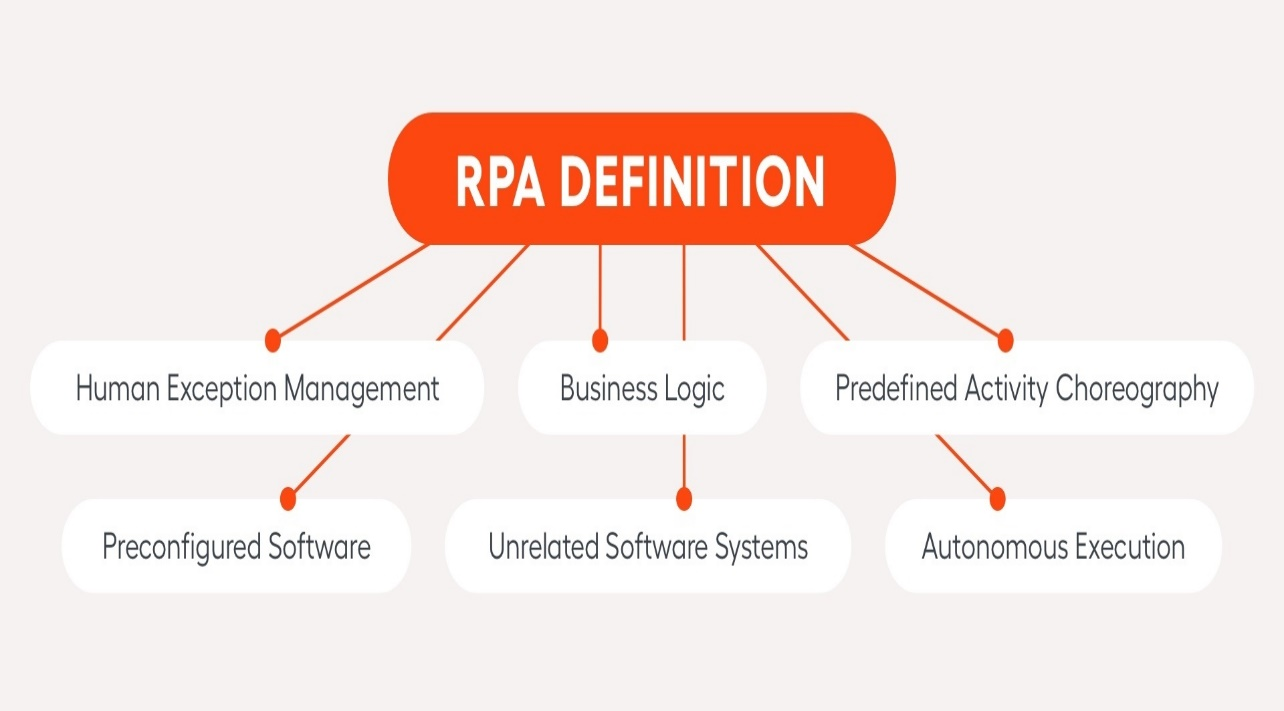 RPA DEFINITION
Human Exception Management
Business Logic
Predefined Activity Choreography
Preconfigured Software
Unrelated Software Systems
Autonomous Execution